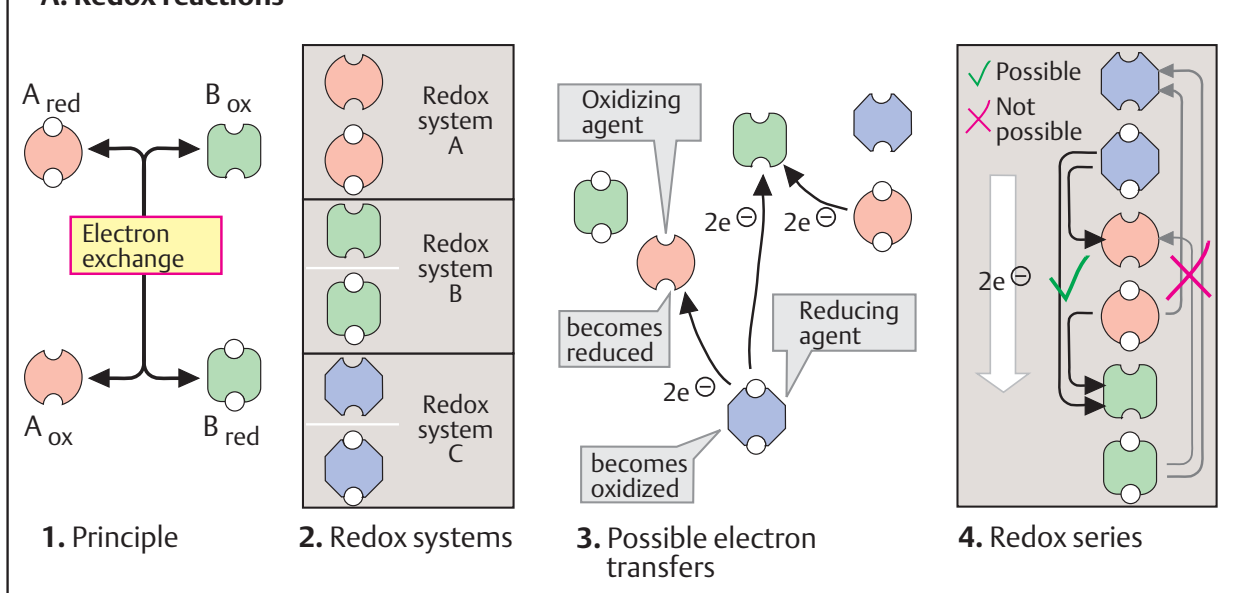 A. Redox reactions
A red
B ox
Electron
exchange
A ox
B red
1. Principle
Redox
system
A
Redox
system
B
Redox
system
C
2. Redox systems
Oxidizing
agent
2e ⊖
2e ⊖
becomes
reduced
Reducing
agent
2e ⊖
becomes
oxidized
3. Possible electron
transfers
Possible
Not
possible
2e ⊖
4. Redox series